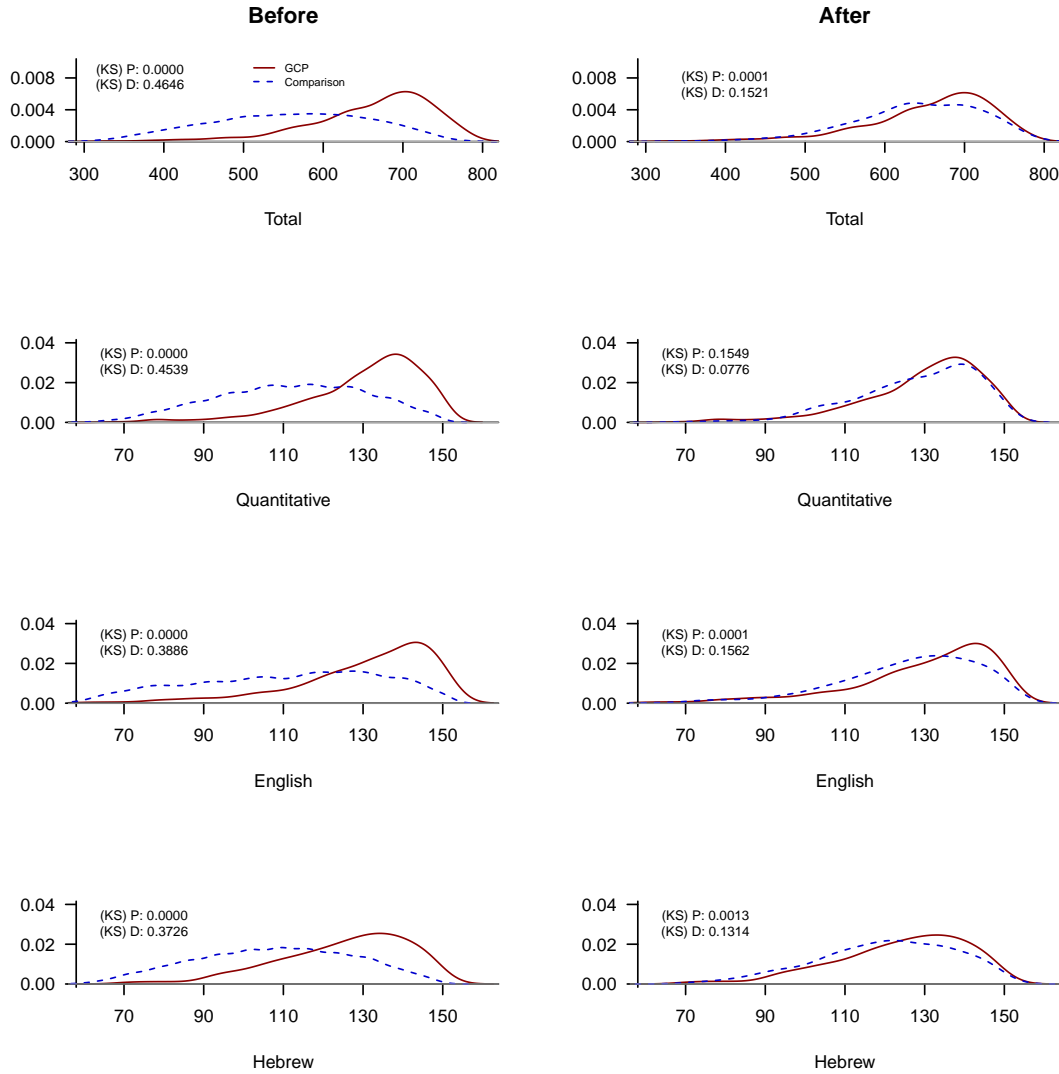 Before
After
(KS) P: 0.0000
(KS) D: 0.4646
GCP
Comparison
0.008
0.004
0.000
300 400 500 600 700 800
Total
(KS) P: 0.0001
(KS) D: 0.1521
0.008
0.004
0.000
300 400 500 600 700 800
Total
(KS) P: 0.0000
(KS) D: 0.4539
0.04
0.02
0.00
70 90 110 130 150
Quantitative
(KS) P: 0.1549
(KS) D: 0.0776
0.04
0.02
0.00
70 90 110 130 150
Quantitative
(KS) P: 0.0000
(KS) D: 0.3886
0.04
0.02
0.00
70 90 110 130 150
English
(KS) P: 0.0001
(KS) D: 0.1562
0.04
0.02
0.00
70 90 110 130 150
English
(KS) P: 0.0000
(KS) D: 0.3726
0.04
0.02
0.00
70 90 110 130 150
Hebrew
(KS) P: 0.0013
(KS) D: 0.1314
0.04
0.02
0.00
70 90 110 130 150
Hebrew